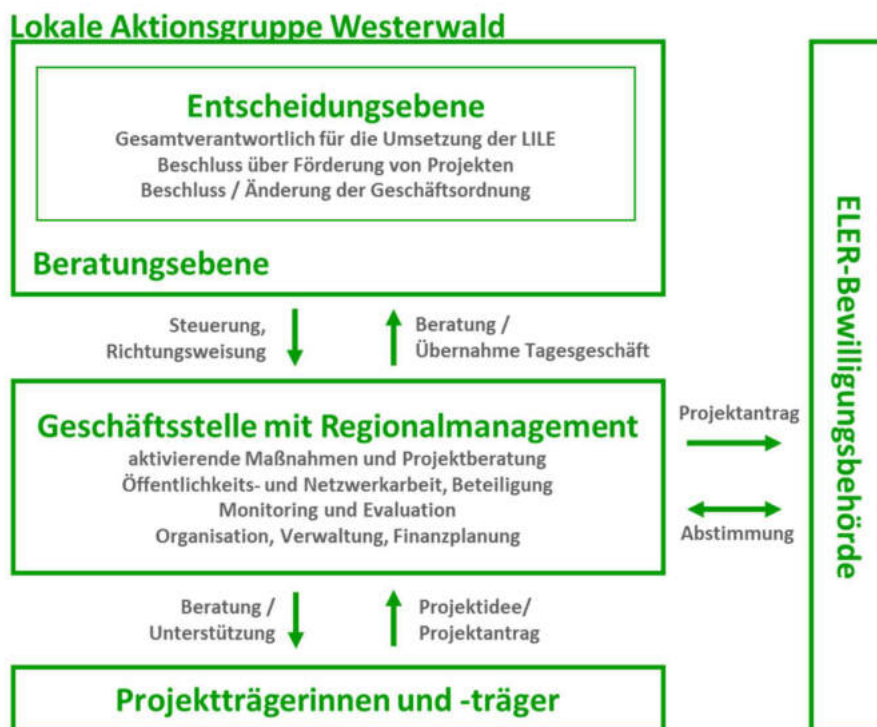 Lokale Aktionsgruppe Westerwald
Entscheidungsebene
Gesamtverantwortlich für die Umsetzung der LILE
Beschluss über Förderung von Projekten
Beschluss / Änderung der Geschäftsordnung
Beratungsebene
Steuerung,
Richtungsweisung
Beratung /
Übernahme Tagesgeschäft
Geschäftsstelle mit Regionalmanagement
aktivierende Maßnahmen und Projektberatung
Öffentlichkeits- und Netzwerkarbeit, Beteiligung
Monitoring und Evaluation
Organisation, Verwaltung, Finanzplanung
Projektantrag
Abstimmung
Beratung /
Unterstützung
Projektidee/
Projektantrag
Projektträgerinnen und -träger
ELER-Bewilligungsbehörde